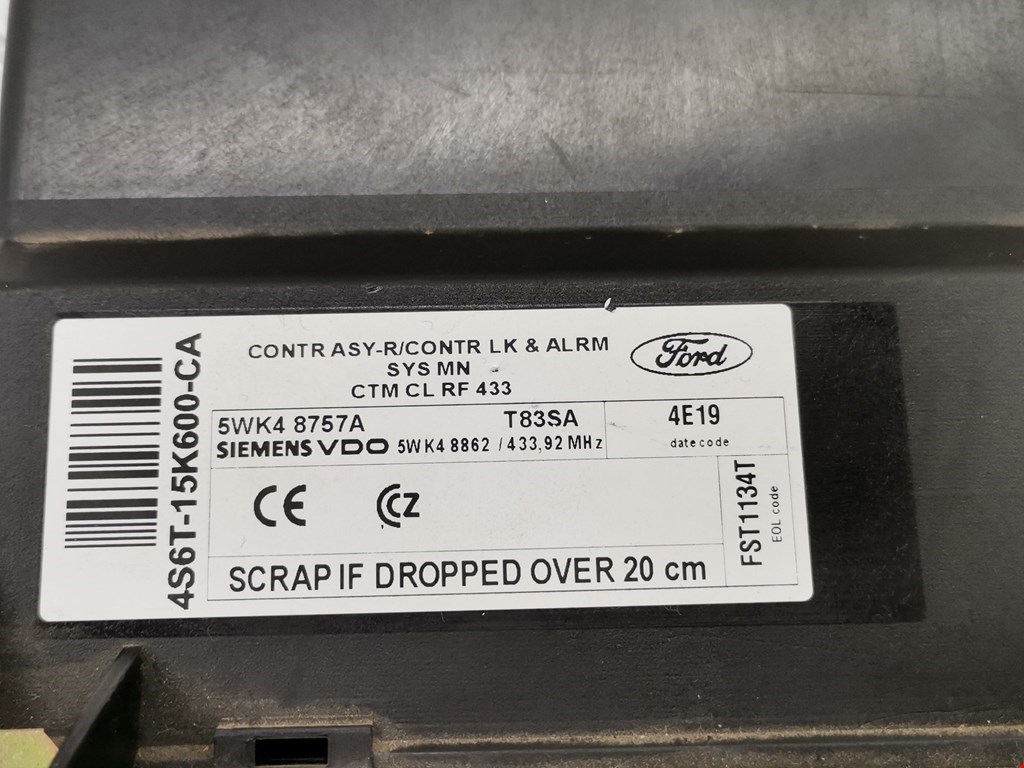 4S6T-15K600-CA
CONTR ASY-R/CONTR LK & ALRM
SYS MN -
CTM CL RF 433
Ford
5WK4 8757A T83SA
SIEMENS VDO 5WK4 8862 / 433,92 MHz
4E19
date code
CE CZ
FST1134T
EOL code
SCRAP IF DROPPED OVER 20 cm